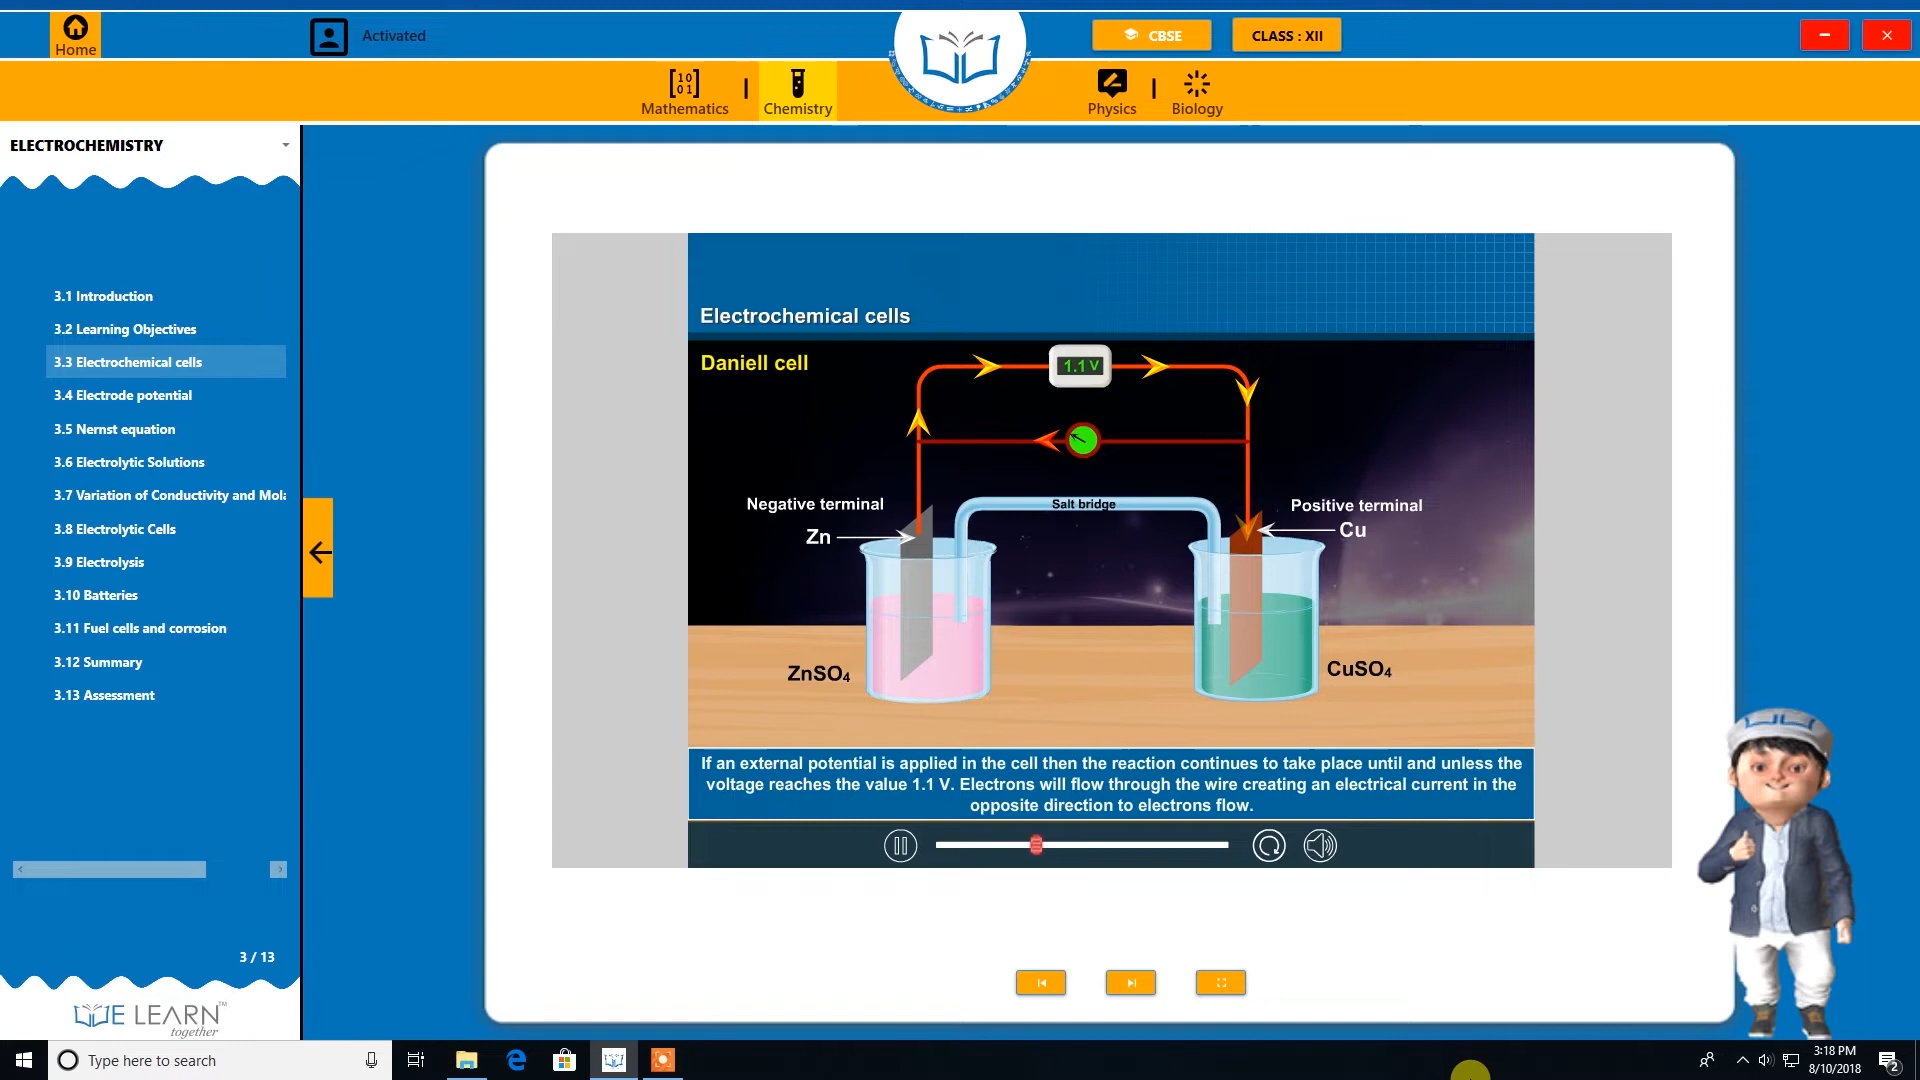 Home
Activated
CBSE
CLASS : XII
10
01
Mathematics
Chemistry
Physics
Biology
ELECTROCHEMISTRY
3.1 Introduction
3.2 Learning Objectives
3.3 Electrochemical cells
3.4 Electrode potential
3.5 Nernst equation
3.6 Electrolytic Solutions
3.7 Variation of Conductivity and Mola
3.8 Electrolytic Cells
3.9 Electrolysis
3.10 Batteries
3.11 Fuel cells and corrosion
3.12 Summary
3.13 Assessment
3 / 13
WE LEARN™
together
Electrochemical cells
Daniell cell
1.1 V
Negative terminal
Zn
Salt bridge
Positive terminal
Cu
ZnSO₄
CuSO₄
If an external potential is applied in the cell then the reaction continues to take place until and unless the
voltage reaches the value 1.1 V. Electrons will flow through the wire creating an electrical current in the
opposite direction to electrons flow.
Type here to search
3:18 PM
8/10/2018
2